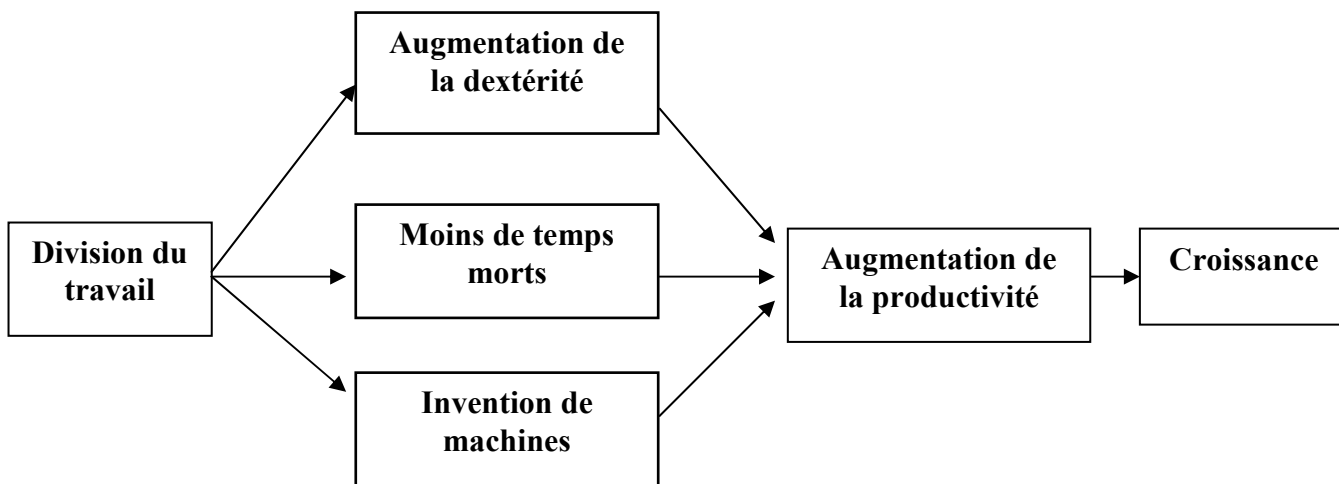 Augmentation de
la dextérité
Division du
travail
Moins de temps
morts
Augmentation de
la productivité
Croissance
Invention de
machines